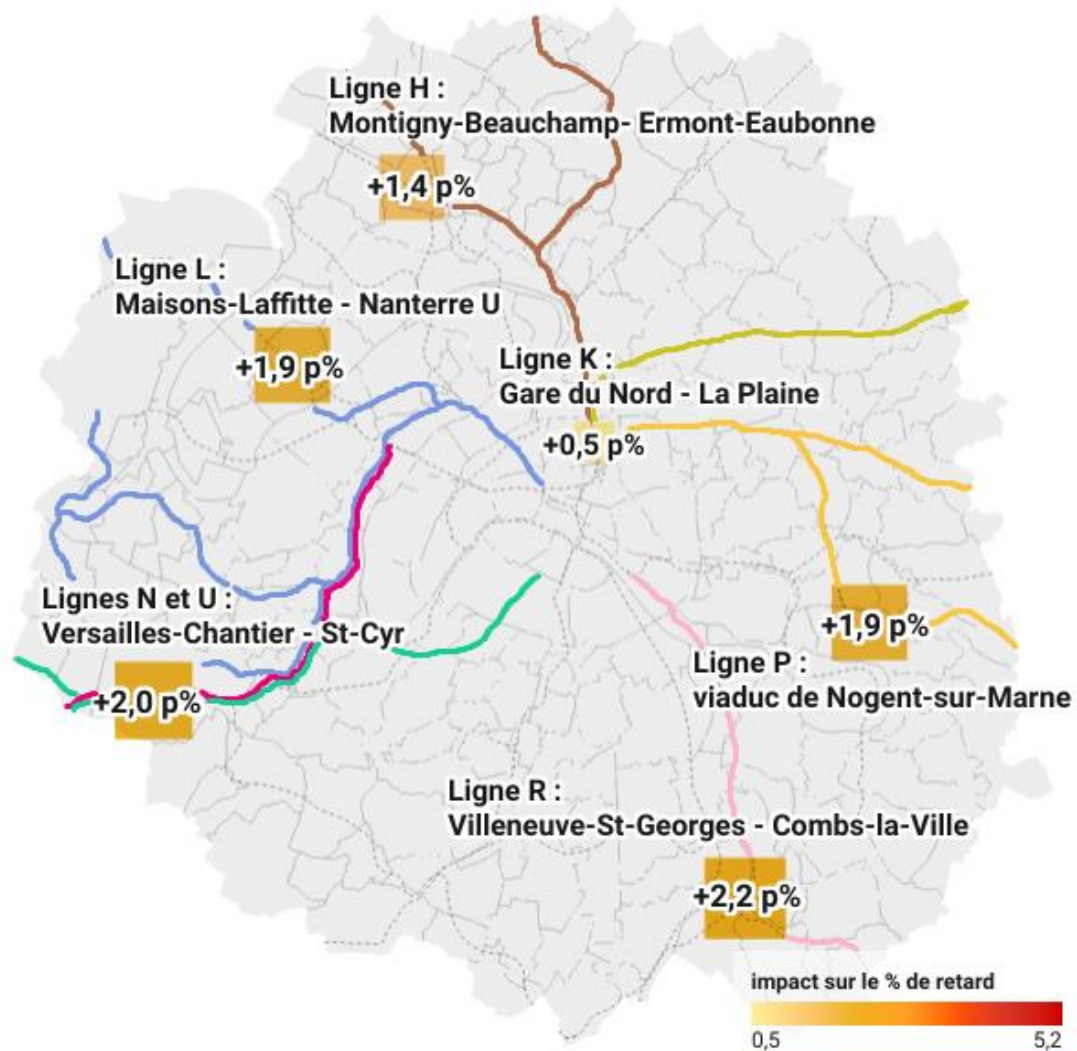 Ligne H :
Montigny-Beauchamp- Ermont-Eaubonne
+1,4 p%
Ligne L :
Maisons-Laffitte - Nanterre U
+1,9 p%
Ligne K :
Gare du Nord - La Plaine
+0,5 p%
Lignes N et U :
Versailles-Chantier - St-Cyr
+2,0 p%
+1,9 p%
Ligne P :
viaduc de Nogent-sur-Marne
Ligne R :
Villeneuve-St-Georges - Combs-la-Ville
+2,2 p%
impact sur le % de retard
0,5
5,2